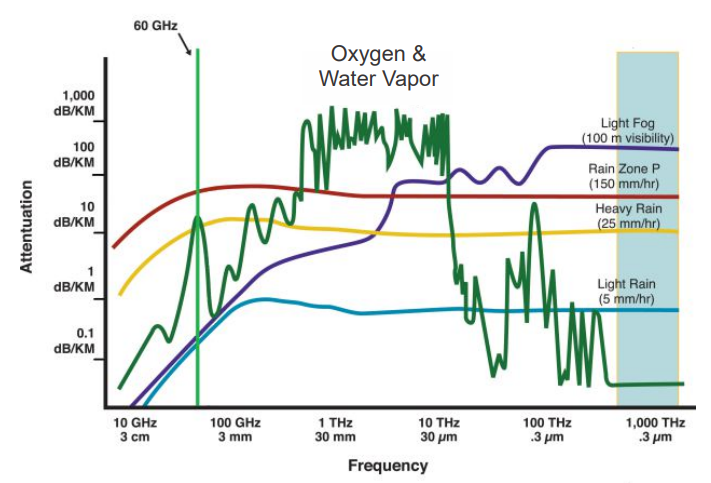 60 GHz
Oxygen &
Water Vapor
1,000
dB/KM
100
dB/KM
10
dB/KM
1
dB/KM
0.1
dB/KM
Attentuation
Light Fog
(100 m visibility)
Rain Zone P
(150 mm/hr)
Heavy Rain
(25 mm/hr)
Light Rain
(5 mm/hr)
10 GHz
3 cm
100 GHz
3 mm
1 THz
30 mm
10 THz
30 µm
100 THz
.3 µm
1,000 THz
.3 µm
Frequency